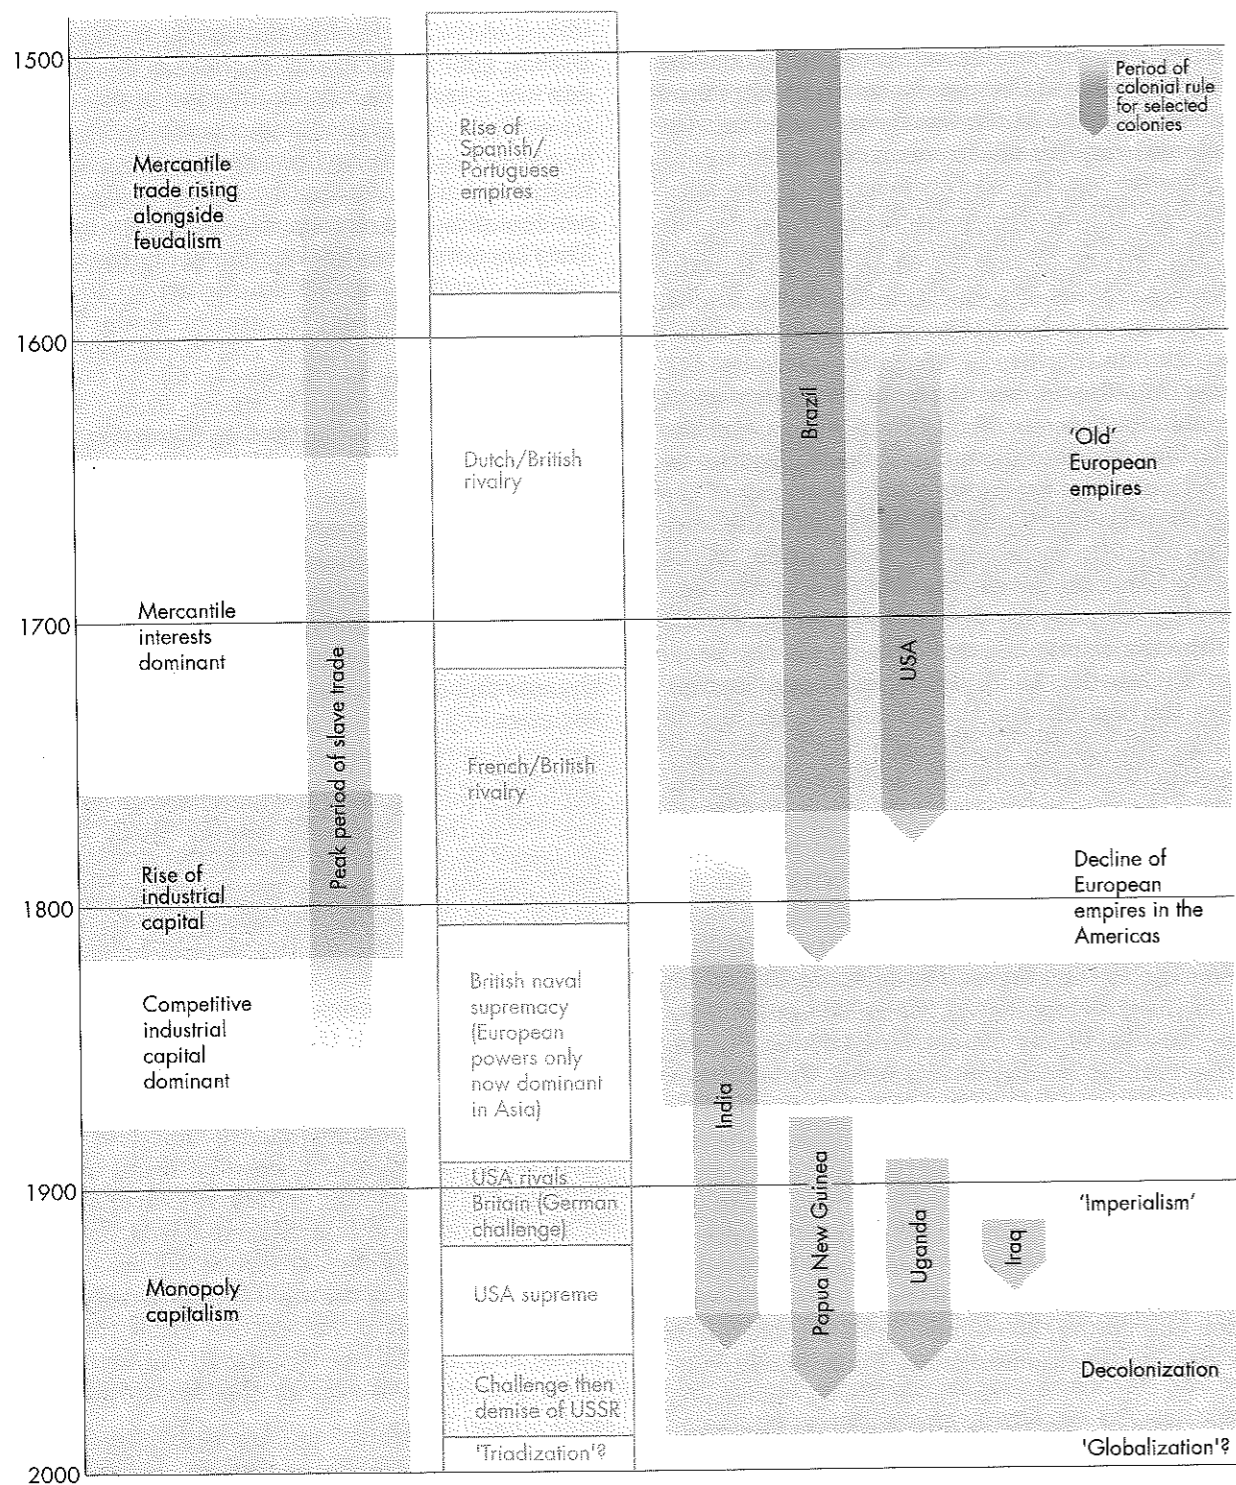 1500
1600
1700
1800
1900
2000
Mercantile
trade rising
alongside
feudalism
Mercantile
interests
dominant
Rise of
industrial
capital
Competitive
industrial
capital
dominant
Monopoly
capitalism
Peak period of slave trade
Rise of
Spanish/
Portuguese
empires
Dutch/British
rivalry
French/British
rivalry
British naval
supremacy
(European
powers only
now dominant
in Asia)
USA rivals
Britain (German
challenge)
USA supreme
Challenge then
demise of USSR
'Triadization'?
India
Brazil
Papua New Guinea
USA
Uganda
Iraq
Period of
colonial rule
for selected
colonies
'Old'
European
empires
Decline of
European
empires in the
Americas
'Imperialism'
Decolonization
'Globalization'?